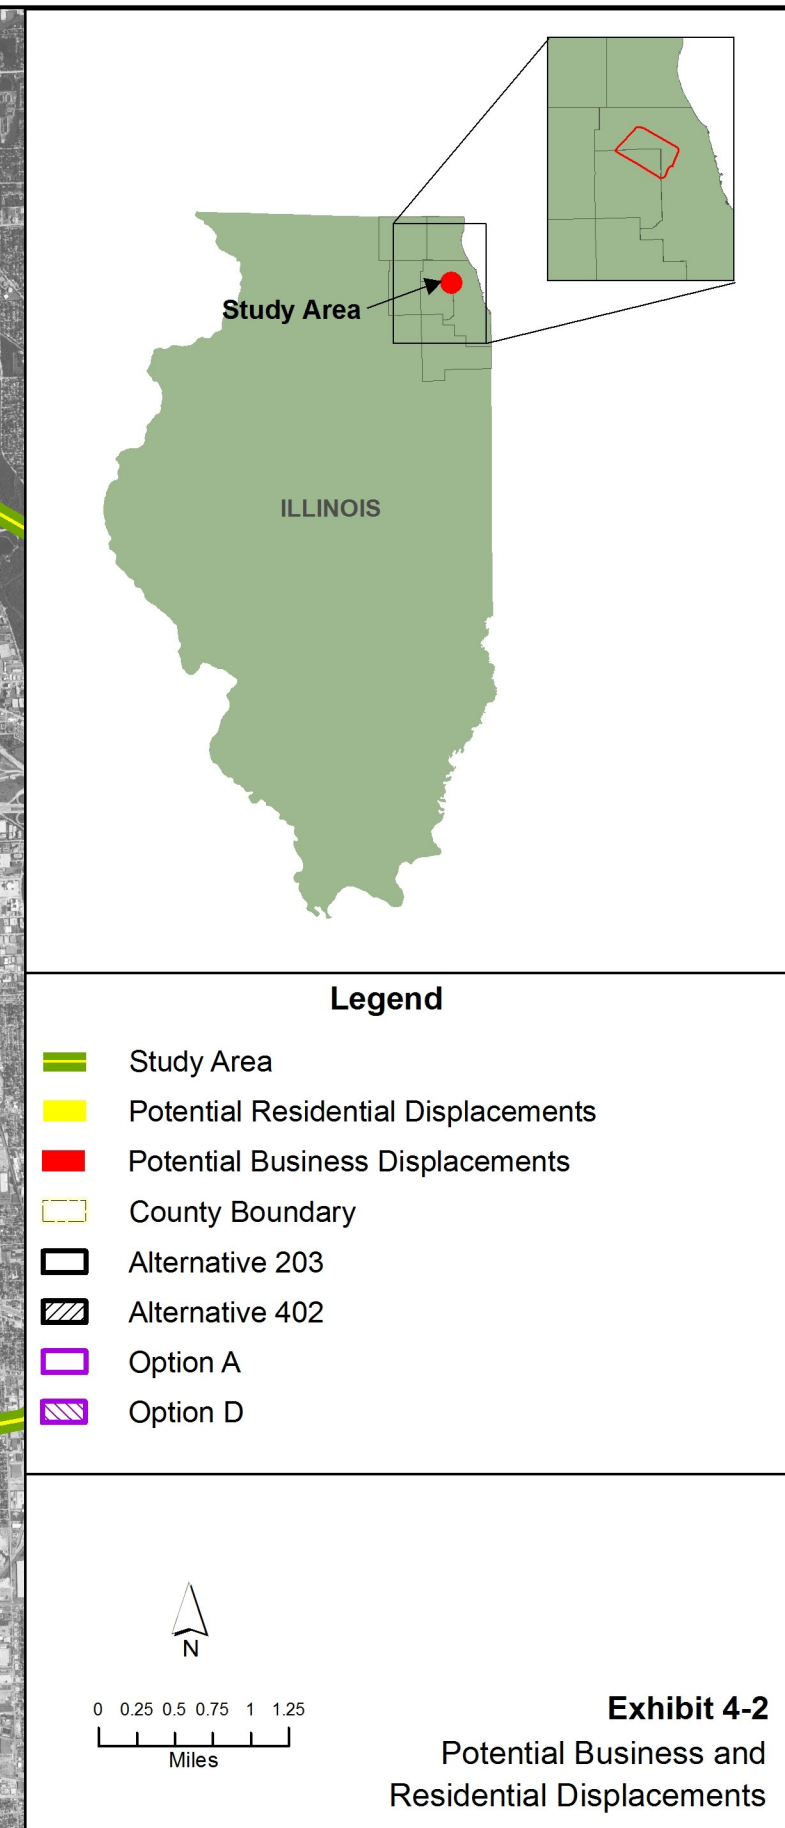 Study Area
ILLINOIS
Legend
Study Area
Potential Residential Displacements
Potential Business Displacements
County Boundary
Alternative 203
Alternative 402
Option A
Option D
N
0 0.25 0.5 0.75 1 1.25
Miles
Exhibit 4-2
Potential Business and
Residential Displacements